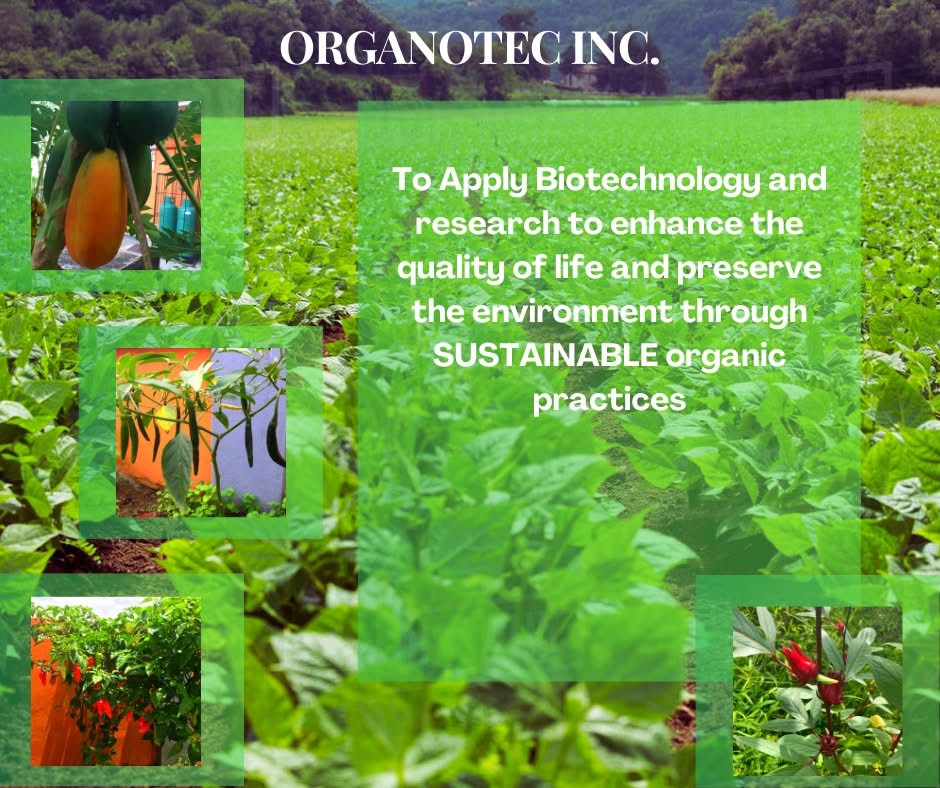 ORGANOTEC INC.
To Apply Biotechnology and
research to enhance the
quality of life and preserve
the environment through
SUSTAINABLE organic
practices